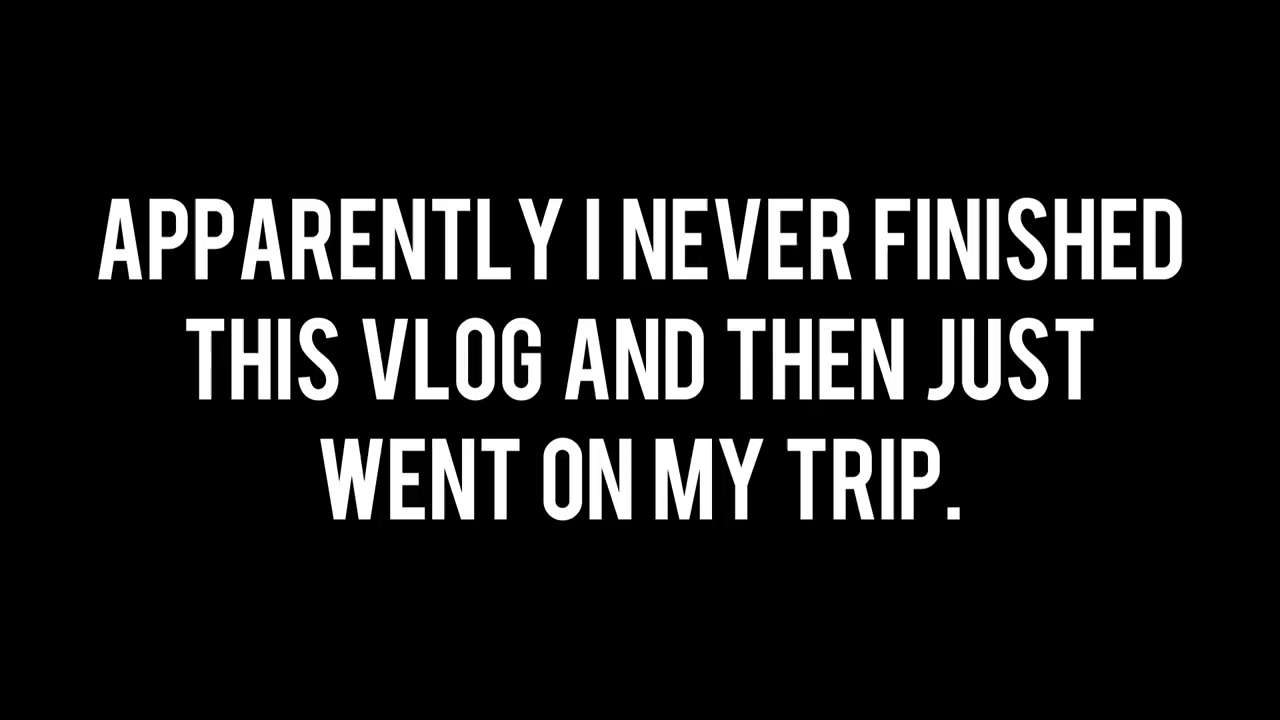 APPARENTLY I NEVER FINISHED
THIS VLOG AND THEN JUST
WENT ON MY TRIP.